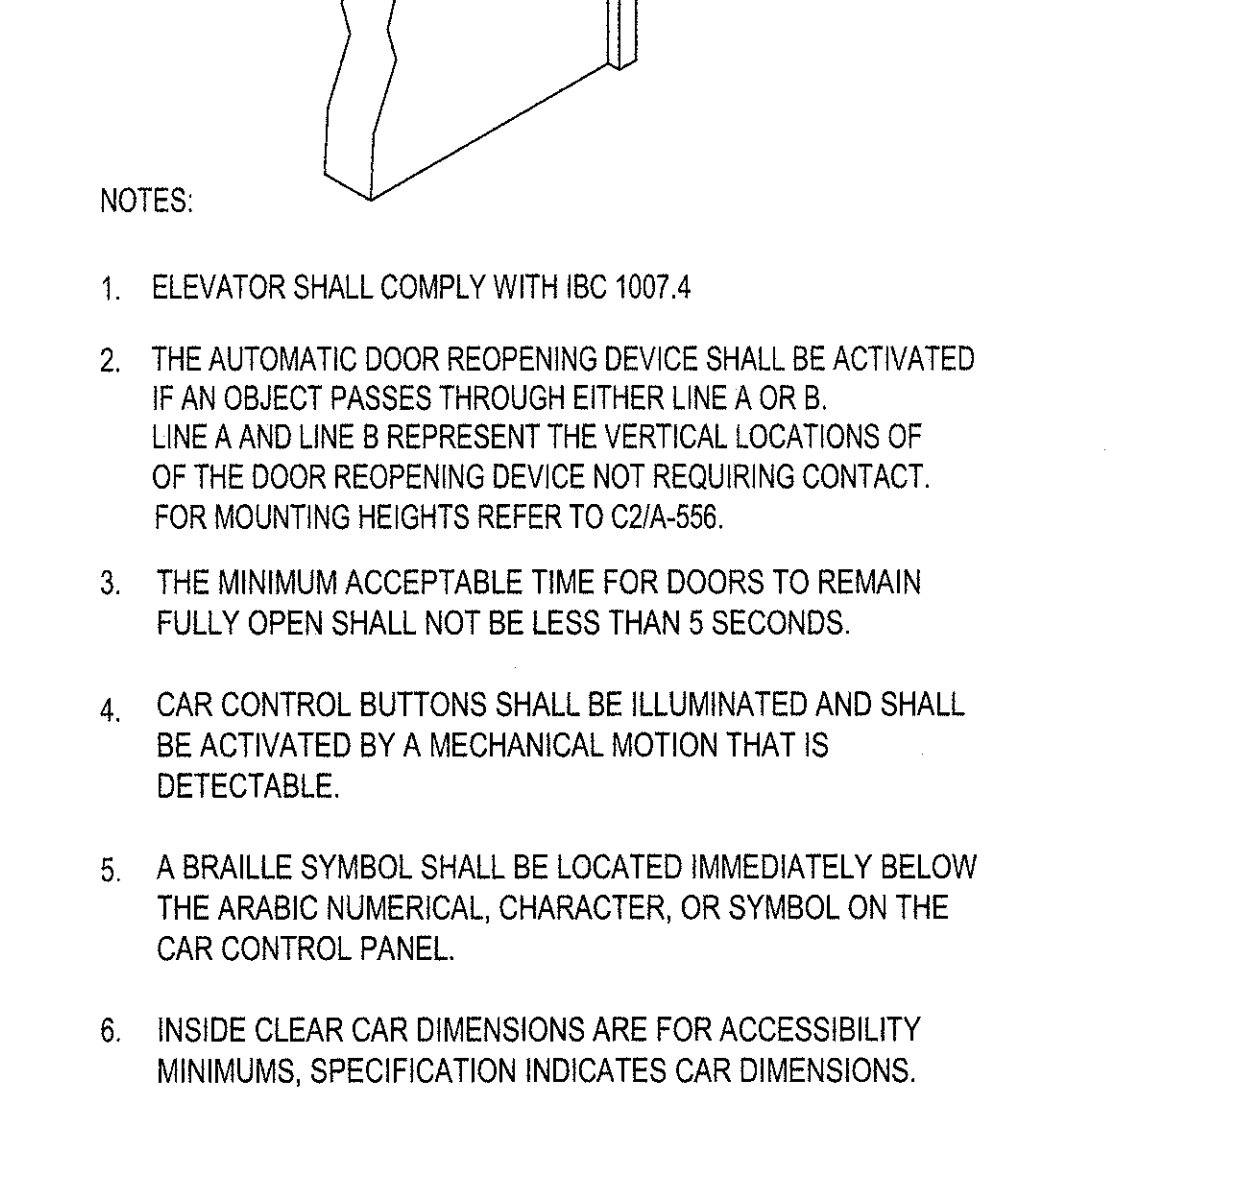 NOTES:
1. ELEVATOR SHALL COMPLY WITH IBC 1007.4
2. THE AUTOMATIC DOOR REOPENING DEVICE SHALL BE ACTIVATED
IF AN OBJECT PASSES THROUGH EITHER LINE A OR B.
LINE A AND LINE B REPRESENT THE VERTICAL LOCATIONS OF
OF THE DOOR REOPENING DEVICE NOT REQUIRING CONTACT.
FOR MOUNTING HEIGHTS REFER TO C2/A-556.
3. THE MINIMUM ACCEPTABLE TIME FOR DOORS TO REMAIN
FULLY OPEN SHALL NOT BE LESS THAN 5 SECONDS.
4. CAR CONTROL BUTTONS SHALL BE ILLUMINATED AND SHALL
BE ACTIVATED BY A MECHANICAL MOTION THAT IS
DETECTABLE.
5. A BRAILLE SYMBOL SHALL BE LOCATED IMMEDIATELY BELOW
THE ARABIC NUMERICAL, CHARACTER, OR SYMBOL ON THE
CAR CONTROL PANEL.
6. INSIDE CLEAR CAR DIMENSIONS ARE FOR ACCESSIBILITY
MINIMUMS, SPECIFICATION INDICATES CAR DIMENSIONS.